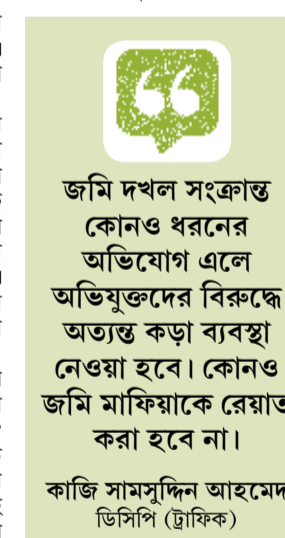 জমি দখল সংক্রান্ত
কোনও ধরনের
অভিযোগ এলে
অভিযুক্তদের বিরুদ্ধে
অত্যন্ত কড়া ব্যবস্থা
নেওয়া হবে। কোনও
জমি মাফিয়াকে রেয়াত
করা হবে না।
কাজি সামসুদ্দিন আহমেদ
ডিসিপি (ট্রাফিক)